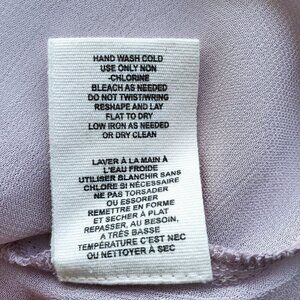 HAND WASH COLD
USE ONLY NON
-CHLORINE
BLEACH AS NEEDED
DO NOT TWIST/WRING
RESHAPE AND LAY
FLAT TO DRY
LOW IRON AS NEEDED
OR DRY CLEAN
LAVER À LA MAIN À
L'EAU FROIDE
UTILISER BLANCHIR SANS
CHLORE SI NÉCESSAIRE
NE PAS TORSADER
OU ESSORER
REMETTRE EN FORME
ET SÉCHER À PLAT
REPASSER, AU BESOIN,
A TRÈS BASSE
TEMPÉRATURE C'EST NEC
OU NETTOYER À SEC